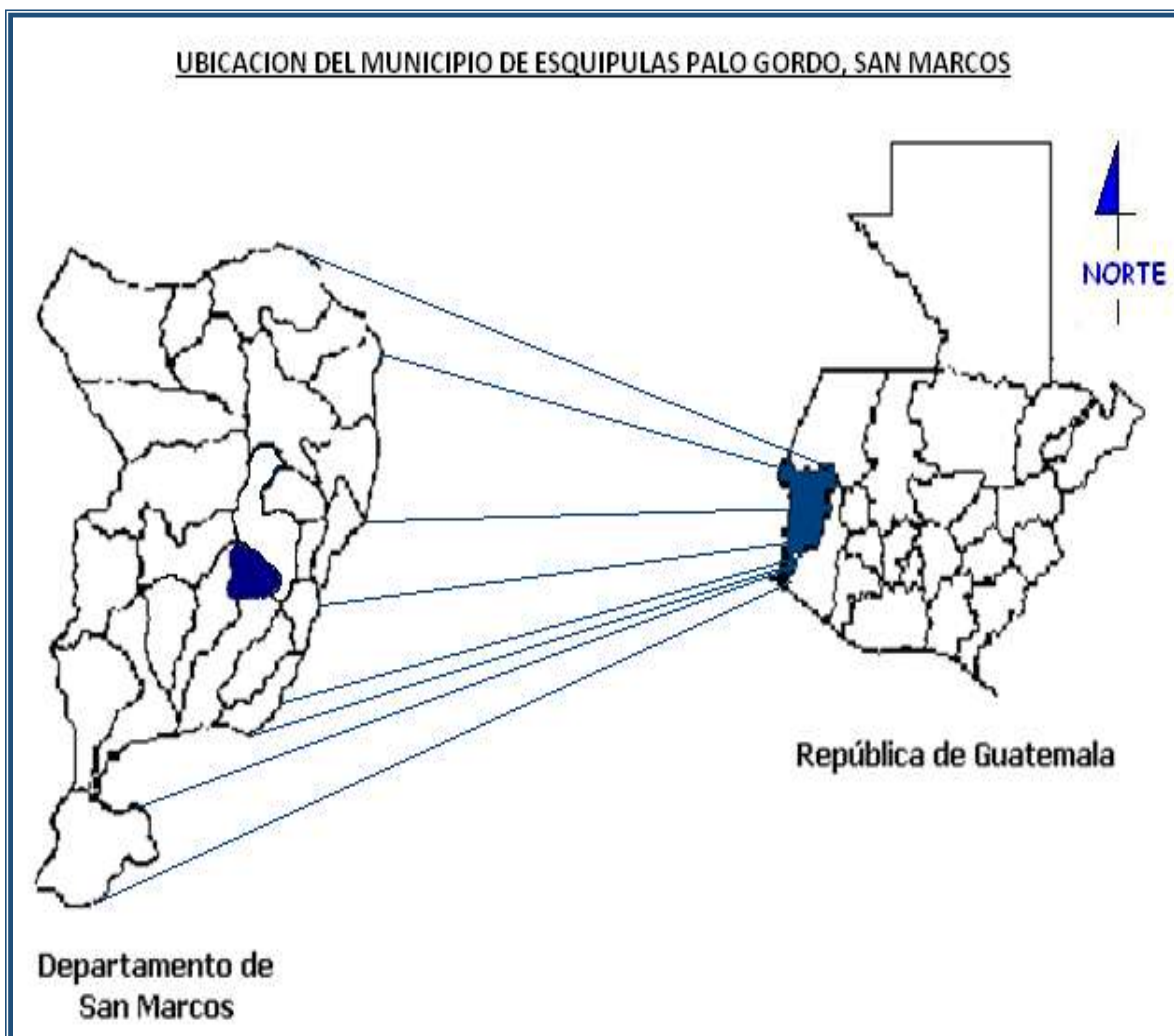 UBICACION DEL MUNICIPIO DE ESQUIPULAS PALO GORDO, SAN MARCOS
NORTE
República de Guatemala
Departamento de
San Marcos